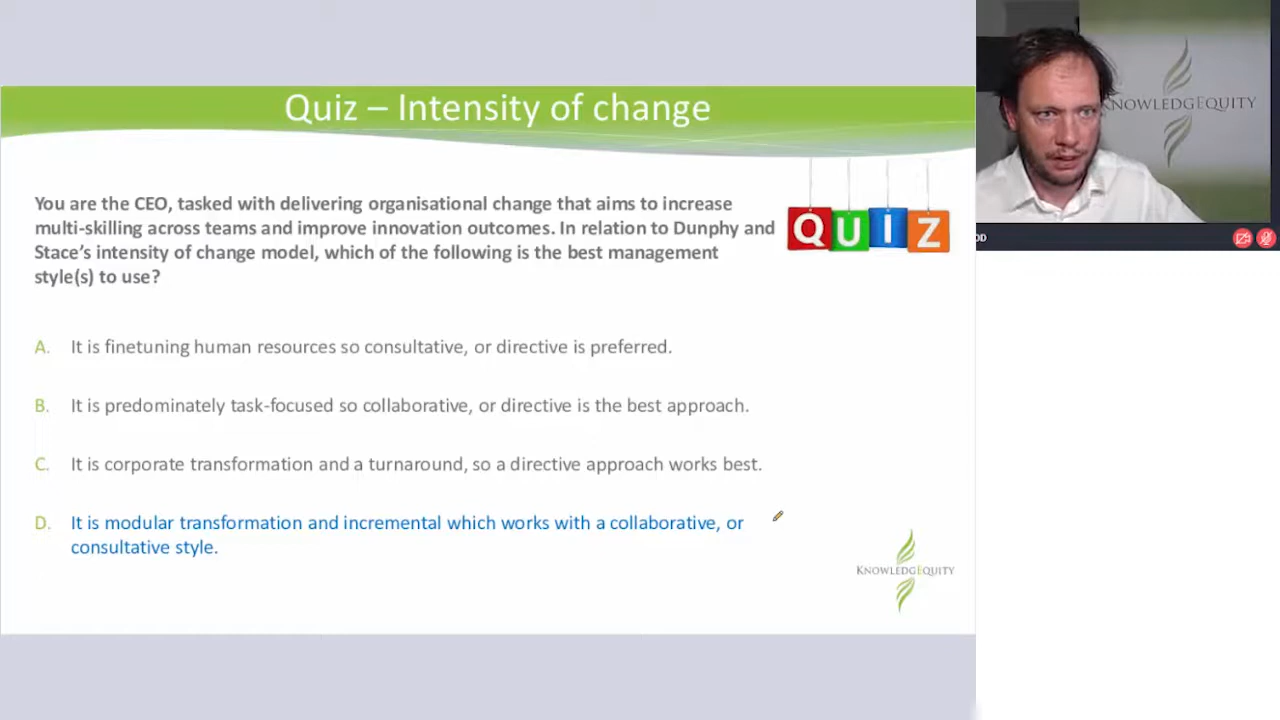 Quiz – Intensity of change
You are the CEO, tasked with delivering organisational change that aims to increase
multi-skilling across teams and improve innovation outcomes. In relation to Dunphy and
Stace’s intensity of change model, which of the following is the best management
style(s) to use?
QUIZ
A. It is finetuning human resources so consultative, or directive is preferred.
B. It is predominately task-focused so collaborative, or directive is the best approach.
C. It is corporate transformation and a turnaround, so a directive approach works best.
D. It is modular transformation and incremental which works with a collaborative, or
consultative style.
KNOWLEDGEQUITY
KNOWLEDGEQUITY
OD